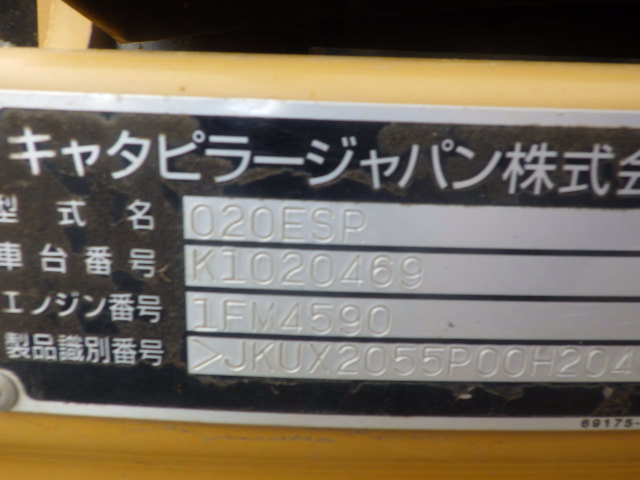 キャタピラージャパン株式会
型式名 020ESR
車台番号 K1020469
エンジン番号 1FM4590
製品識別番号 >JKUX2055P00H204
69175-